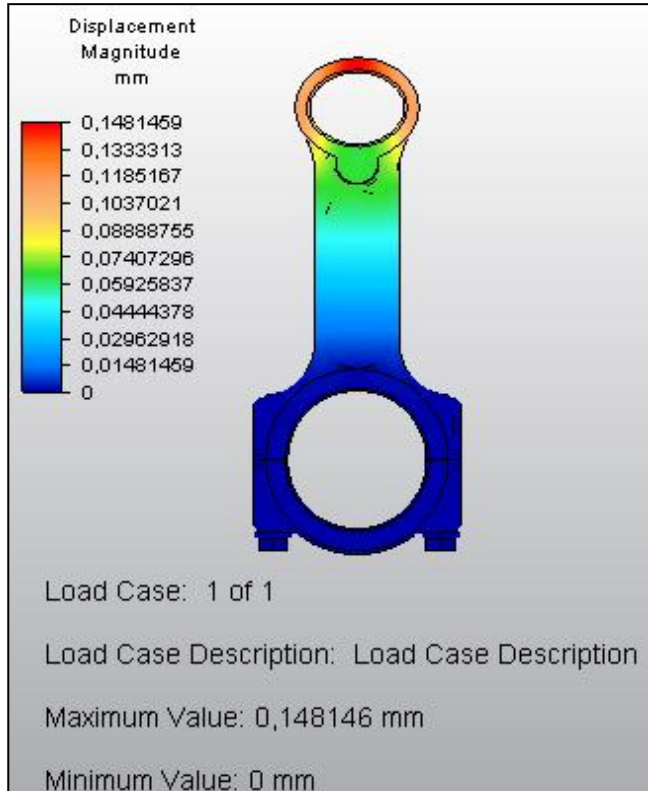 Displacement
Magnitude
mm
0,1481459
0,1333313
0,1185167
0,1037021
0,08888755
0,07407296
0,05925837
0,04444378
0,02962918
0,01481459
0
Load Case: 1 of 1
Load Case Description: Load Case Description
Maximum Value: 0,148146 mm
Minimum Value: 0 mm